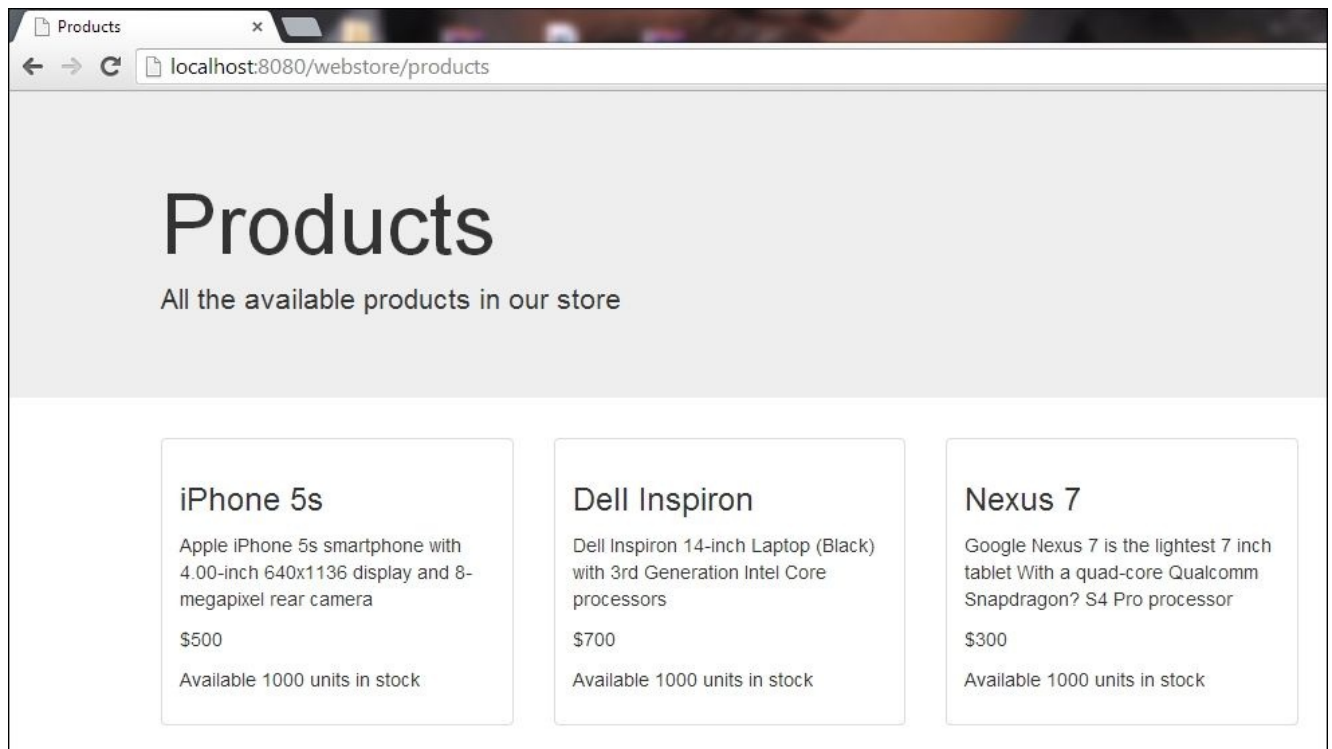 Products
localhost:8080/webstore/products
Products
All the available products in our store
iPhone 5s
Apple iPhone 5s smartphone with
4.00-inch 640x1136 display and 8-
megapixel rear camera
$500
Available 1000 units in stock
Dell Inspiron
Dell Inspiron 14-inch Laptop (Black)
with 3rd Generation Intel Core
processors
$700
Available 1000 units in stock
Nexus 7
Google Nexus 7 is the lightest 7 inch
tablet With a quad-core Qualcomm
Snapdragon? S4 Pro processor
$300
Available 1000 units in stock